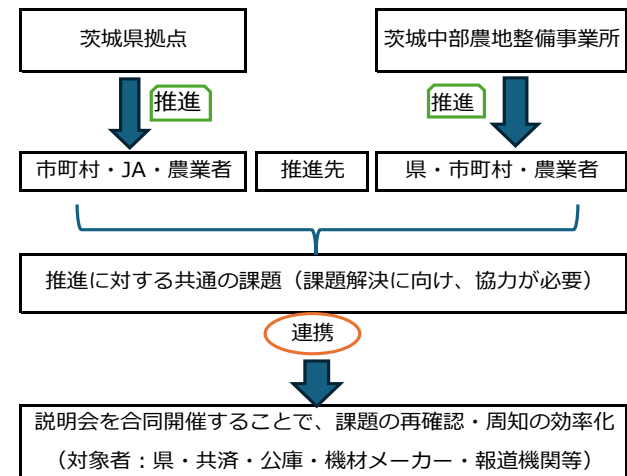 茨城県拠点
茨城中部農地整備事業所
推進
推進
市町村・JA・農業者
推進先
県・市町村・農業者
推進に対する共通の課題（課題解決に向け、協力が必要）
連携
説明会を合同開催することで、課題の再確認・周知の効率化
（対象者：県・共済・公庫・機材メーカー・報道機関等）